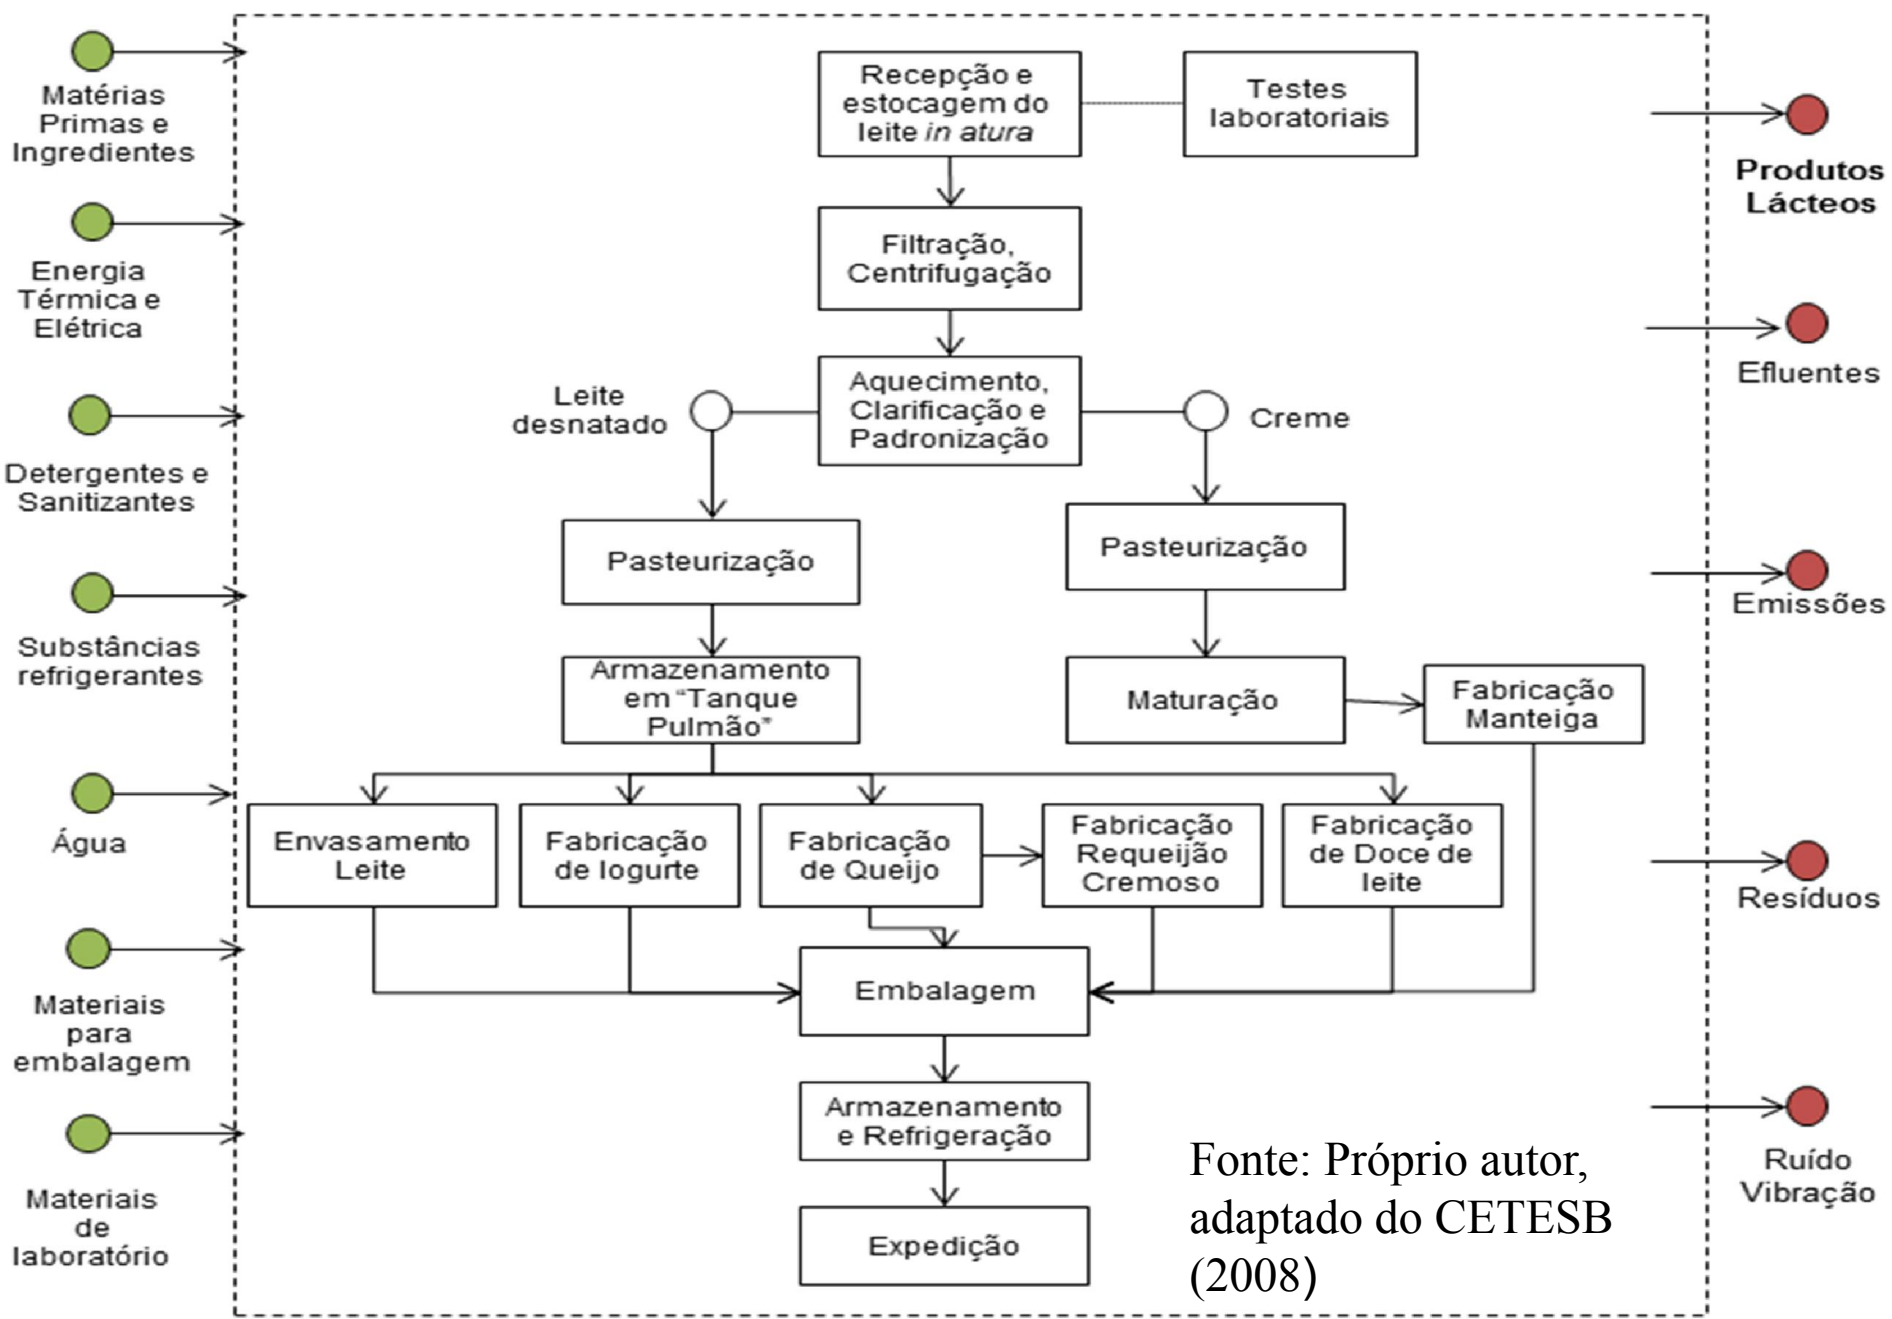 Matérias
Primas e
Ingredientes
Energia
Térmica e
Elétrica
Detergentes e
Sanitizantes
Substâncias
refrigerantes
Água
Materiais
para
embalagem
Materiais
de
laboratório
Recepção e
estocagem do
leite in atura
Testes
laboratoriais
Filtração,
Centrifugação
Aquecimento,
Clarificação e
Padronização
Leite
desnatado
Creme
Pasteurização
Pasteurização
Armazenamento
em “Tanque
Pulmão”
Maturação
Fabricação
Manteiga
Envasamento
Leite
Fabricação
de Iogurte
Fabricação
de Queijo
Fabricação
Requeijão
Cremoso
Fabricação
de Doce de
leite
Embalagem
Armazenamento
e Refrigeração
Expedição
Fonte: Próprio autor,
adaptado do CETESB
(2008)
Produtos
Lácteos
Efluentes
Emissões
Resíduos
Ruído
Vibração